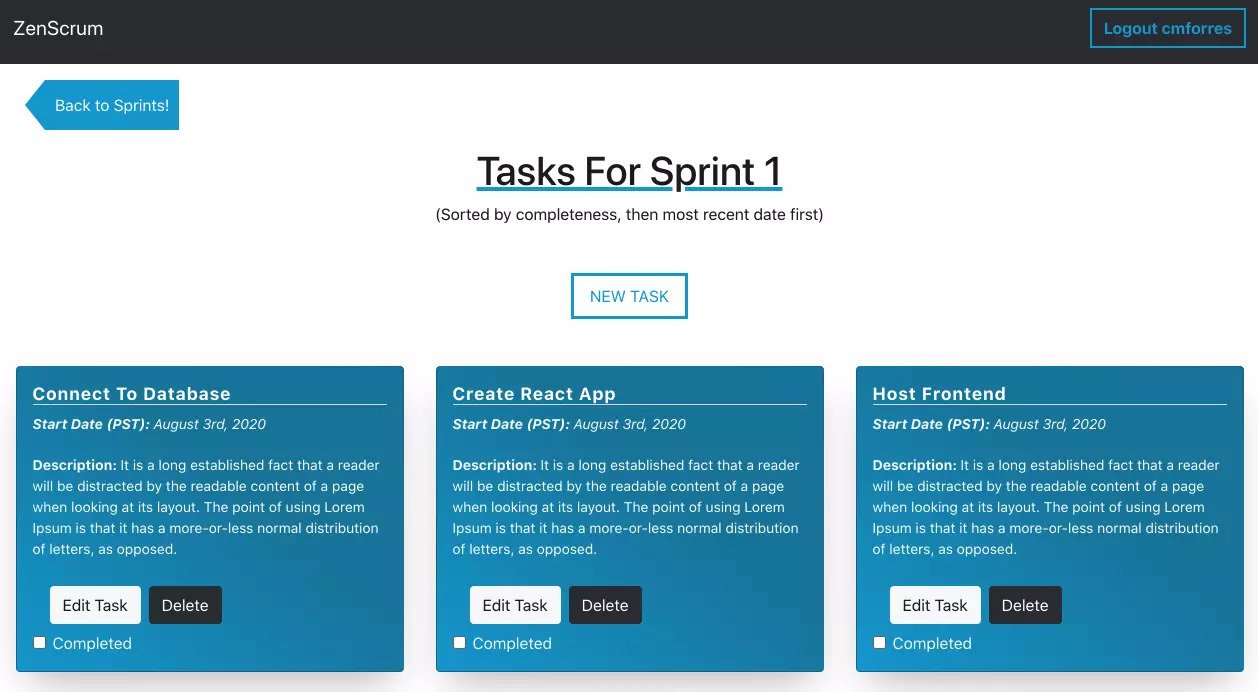 ZenScrum
Logout cmforres
Back to Sprints!
Tasks For Sprint 1
(Sorted by completeness, then most recent date first)
NEW TASK
Connect To Database
Start Date (PST): August 3rd, 2020
Description: It is a long established fact that a reader
will be distracted by the readable content of a page
when looking at its layout. The point of using Lorem
Ipsum is that it has a more-or-less normal distribution
of letters, as opposed.
Edit Task
Delete
Completed
Create React App
Start Date (PST): August 3rd, 2020
Description: It is a long established fact that a reader
will be distracted by the readable content of a page
when looking at its layout. The point of using Lorem
Ipsum is that it has a more-or-less normal distribution
of letters, as opposed.
Edit Task
Delete
Completed
Host Frontend
Start Date (PST): August 3rd, 2020
Description: It is a long established fact that a reader
will be distracted by the readable content of a page
when looking at its layout. The point of using Lorem
Ipsum is that it has a more-or-less normal distribution
of letters, as opposed.
Edit Task
Delete
Completed